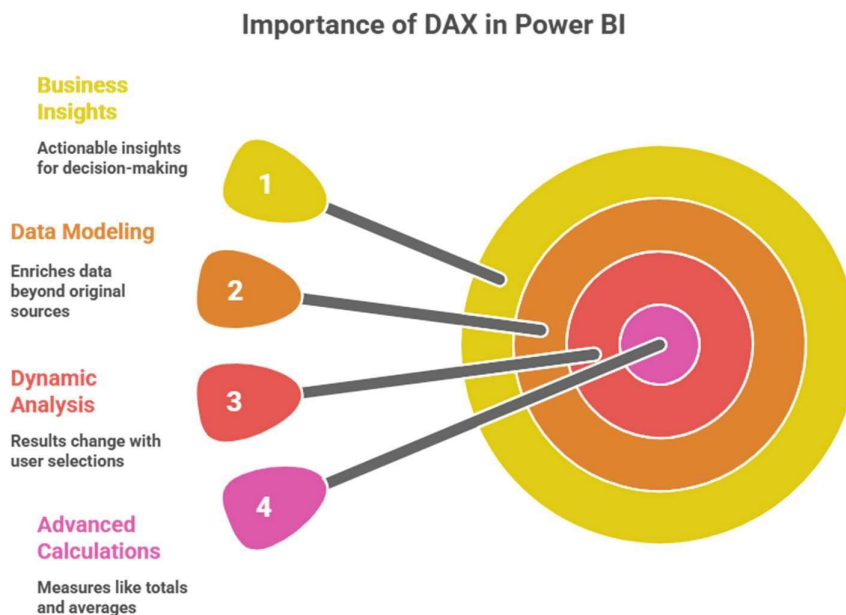 Importance of DAX in Power BI
Business
Insights
Actionable insights
for decision-making
1
Data Modeling
Enriches data
beyond original
sources
2
Dynamic
Analysis
Results change with
user selections
3
Advanced
Calculations
Measures like totals
and averages
4